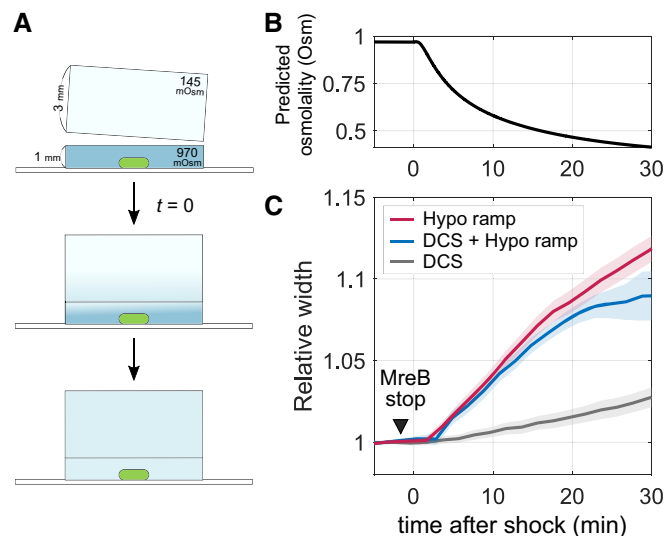 A
3 mm
145
mOsm
1 mm
970
mOsm
t = 0
B
Predicted
osmolality (Osm)
1
0.75
0.5
0
10
20
30
C
Relative width
1.15
1.1
1.05
1
Hypo ramp
DCS + Hypo ramp
DCS
MreB
stop
0
10
20
30
time after shock (min)